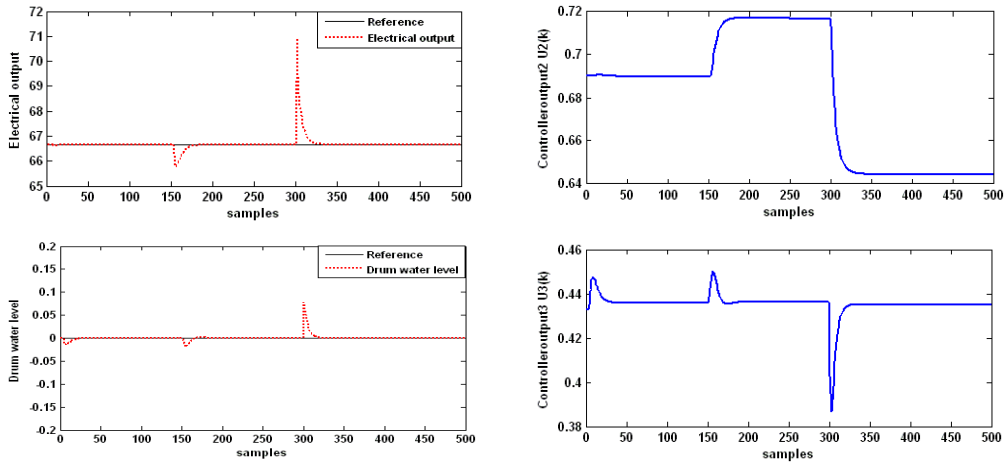 72
71
70
69
68
67
66
65
Electrical output
Reference
Electrical output
0 50 100 150 200 250 300 350 400 450 500
samples
0.72
0.7
0.68
0.66
0.64
Controlleroutput2 U2(k)
0 50 100 150 200 250 300 350 400 450 500
samples
0.2
0.15
0.1
0.05
0
-0.05
-0.1
-0.15
-0.2
Drum water level
Reference
Drum water level
0 50 100 150 200 250 300 350 400 450 500
samples
0.46
0.44
0.42
0.4
0.38
Controlleroutput3 U3(k)
0 50 100 150 200 250 300 350 400 450 500
samples